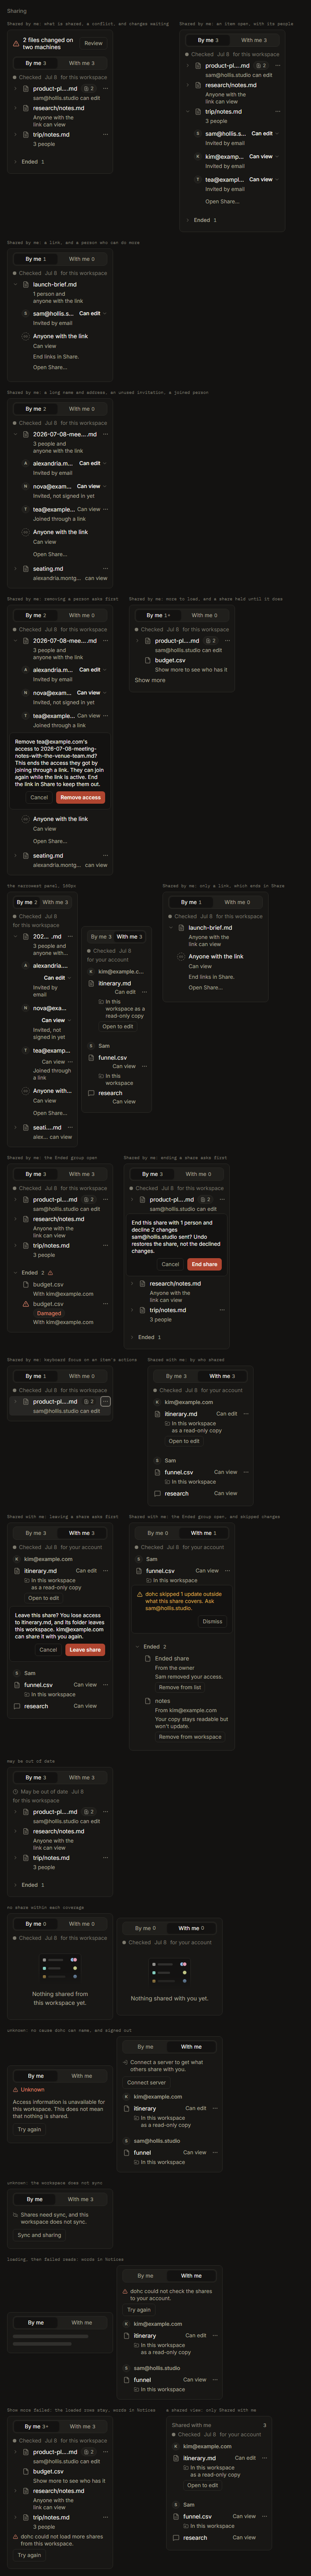 Sharing
Shared by me: what is shared, a conflict, and changes waiting
2 files changed on
two machines
Review
By me 3
With me 3
Checked Jul 8 for this workspace
product-pl....md
2
sam@hollis.studio can edit
research/notes.md
Anyone with the
link can view
trip/notes.md
3 people
Ended 1
Shared by me: an item open, with its people
By me 3
With me 3
Checked Jul 8 for this workspace
product-pl....md
2
sam@hollis.studio can edit
research/notes.md
Anyone with the
link can view
trip/notes.md
3 people
S
sam@hollis.s...
Can edit
Invited by email
K
kim@examp...
Can view
Invited by email
T
tea@exampl...
Can view
Invited by email
Open Share...
Ended 1
Shared by me: a link, and a person who can do more
By me 1
With me 0
Checked Jul 8 for this workspace
launch-brief.md
1 person and
anyone with the link
S
sam@hollis.s...
Can edit
Invited by email
Anyone with the link
Can view
End links in Share.
Open Share...
Shared by me: a long name and address, an unused invitation, a joined person
By me 2
With me 0
Checked Jul 8 for this workspace
2026-07-08-mee....md
3 people and
anyone with the link
A
alexandria.m...
Can edit
Invited by email
N
nova@exam...
Can view
Invited, not signed in yet
T
tea@example...
Can view
Joined through a link
Anyone with the link
Can view
Open Share...
seating.md
alexandria.montg... can view
Shared by me: removing a person asks first
By me 2
With me 0
Checked Jul 8 for this workspace
2026-07-08-mee....md
3 people and
anyone with the link
A
alexandria.m...
Can edit
Invited by email
N
nova@exam...
Can view
Invited, not signed in yet
T
tea@example...
Can view
Joined through a link
Remove tea@example.com's
access to 2026-07-08-meeting-
notes-with-the-venue-team.md?
This ends the access they got by
joining through a link. They can join
again while the link is active. End
the link in Share to keep them out.
Cancel
Remove access
Anyone with the link
Can view
Open Share...
seating.md
alexandria.montg... can view
Shared by me: more to load, and a share held until it does
By me 1+
With me 0
Checked Jul 8 for this workspace
product-pl....md
2
sam@hollis.studio can edit
budget.csv
Show more to see who has it
Show more
The narrowest panel, 160px
By me 2
With me 3
Checked Jul 8
for this workspace
202... .md
3 people and
anyone with...
A
alexandria....
Can edit
Invited by
email
N
nova@exa...
Can view
Invited, not
signed in yet
T
tea@examp...
Can view
Joined through
a link
Anyone with...
Can view
Open Share...
seati....md
alex... can view
By me 3
With me 3
Checked Jul 8
for your account
K
kim@example.c...
itinerary.md
Can edit
In this
workspace as a
read-only copy
Open to edit
S
Sam
funnel.csv
Can view
In this
workspace
research
Can view
Shared by me: only a link, which ends in Share
By me 1
With me 0
Checked Jul 8 for this workspace
launch-brief.md
Anyone with the
link can view
Anyone with the link
Can view
End links in Share.
Open Share...
Shared by me: the Ended group open
By me 3
With me 3
Checked Jul 8 for this workspace
product-pl....md
2
sam@hollis.studio can edit
research/notes.md
Anyone with the
link can view
trip/notes.md
3 people
Ended 2
budget.csv
With kim@example.com
budget.csv
Damaged
With kim@example.com
Shared by me: ending a share asks first
By me 3
With me 0
Checked Jul 8 for this workspace
product-pl....md
2
sam@hollis.studio can edit
End this share with 1 person and
decline 2 changes
sam@hollis.studio sent? Undo
restores the share, not the declined
changes.
Cancel
End share
research/notes.md
Anyone with the
link can view
trip/notes.md
3 people
Ended 1
Shared by me: keyboard focus on an item's actions
By me 1
With me 0
Checked Jul 8 for this workspace
product-pl....md
2
sam@hollis.studio can edit
Shared with me: by who shared
By me 3
With me 3
Checked Jul 8 for your account
K
kim@example.com
itinerary.md
Can edit
In this workspace
as a read-only copy
Open to edit
S
Sam
funnel.csv
Can view
In this workspace
research
Can view
Shared with me: leaving a share asks first
By me 3
With me 3
Checked Jul 8 for your account
K
kim@example.com
itinerary.md
Can edit
In this workspace
as a read-only copy
Open to edit
Leave this share? You lose access
to itinerary.md, and its folder leaves
this workspace. kim@example.com
can share it with you again.
Cancel
Leave share
S
Sam
funnel.csv
Can view
In this workspace
research
Can view
Shared with me: the Ended group open, and skipped changes
By me 0
With me 1
Checked Jul 8 for your account
S
Sam
funnel.csv
Can view
In this workspace
dohc skipped 1 update outside
what this share covers. Ask
sam@hollis.studio.
Dismiss
Ended 2
Ended share
From the owner
Sam removed your access.
Remove from list
notes
From kim@example.com
Your copy stays readable but
won't update.
Remove from workspace
may be out of date
By me 3
With me 3
May be out of date Jul 8
for this workspace
product-pl....md
2
sam@hollis.studio can edit
research/notes.md
Anyone with the
link can view
trip/notes.md
3 people
Ended 1
no share within each coverage
By me 0
With me 0
Checked Jul 8 for this workspace
Nothing shared from
this workspace yet.
By me 0
With me 0
Checked Jul 8 for your account
Nothing shared with you yet.
unknown: no cause dohc can name, and signed out
By me
With me
Unknown
Access information is unavailable for
this workspace. This does not mean
that nothing is shared.
Try again
By me
With me
Connect a server to get what
others share with you.
Connect server
K
kim@example.com
itinerary
Can edit
In this workspace
as a read-only copy
S
sam@hollis.studio
funnel
Can view
In this workspace
unknown: the workspace does not sync
By me
With me 3
Shares need sync, and this
workspace does not sync.
Sync and sharing
loading, then failed reads: words in Notices
By me
With me
By me
With me
dohc could not check the shares
to your account.
Try again
K
kim@example.com
itinerary
Can edit
In this workspace
as a read-only copy
S
sam@hollis.studio
funnel
Can view
In this workspace
Show more failed: the loaded rows stay, words in Notices
By me 3+
With me 3
Checked Jul 8 for this workspace
product-pl....md
2
sam@hollis.studio can edit
budget.csv
Show more to see who has it
research/notes.md
Anyone with the
link can view
trip/notes.md
3 people
dohc could not load more shares
from this workspace.
Try again
a shared view: only Shared with me
Shared with me
3
Checked Jul 8 for your account
K
kim@example.com
itinerary.md
Can edit
In this workspace
as a read-only copy
Open to edit
S
Sam
funnel.csv
Can view
In this workspace
research
Can view